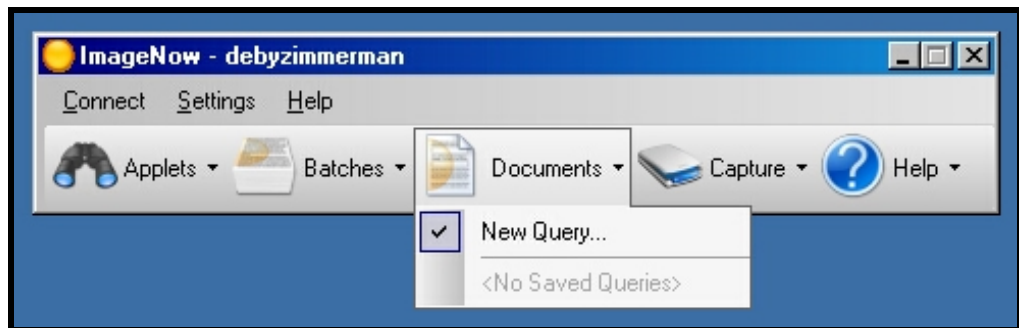 ImageNow - debyzimmerman
Connect Settings Help
Applets Batches Documents Capture Help
New Query...
<No Saved Queries>